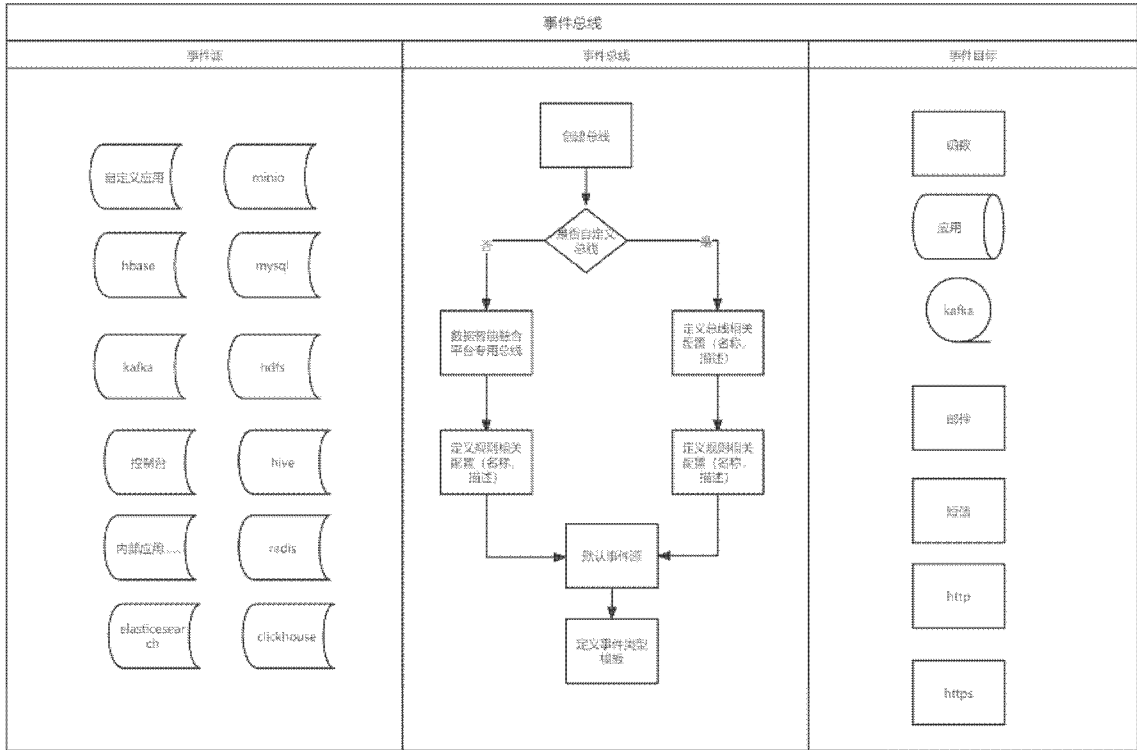 事件总线
事件源
事件总线
事件目标
自定义应用
minio
hbase
mysql
kafka
hdfs
控制台
hive
内部应用......
redis
elasticesear
ch
clickhouse
创建总线
是否自定义
总线
否
是
数据智能融合
平台专用总线
定义总线相关
配置（名称、
描述）
定义规则相关
配置（名称、
描述）
定义规则相关
配置（名称、
描述）
默认事件源
定义事件类型
模板
函数
应用
kafka
邮件
短信
http
https